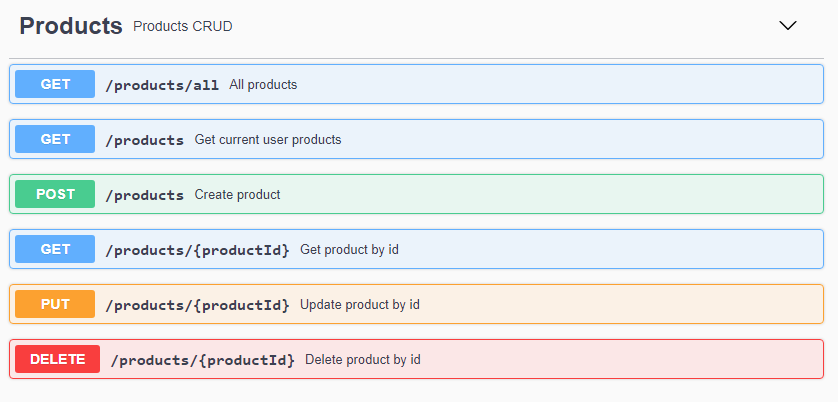 Products Products CRUD
GET /products/all All products
GET /products Get current user products
POST /products Create product
GET /products/{productId} Get product by id
PUT /products/{productId} Update product by id
DELETE /products/{productId} Delete product by id